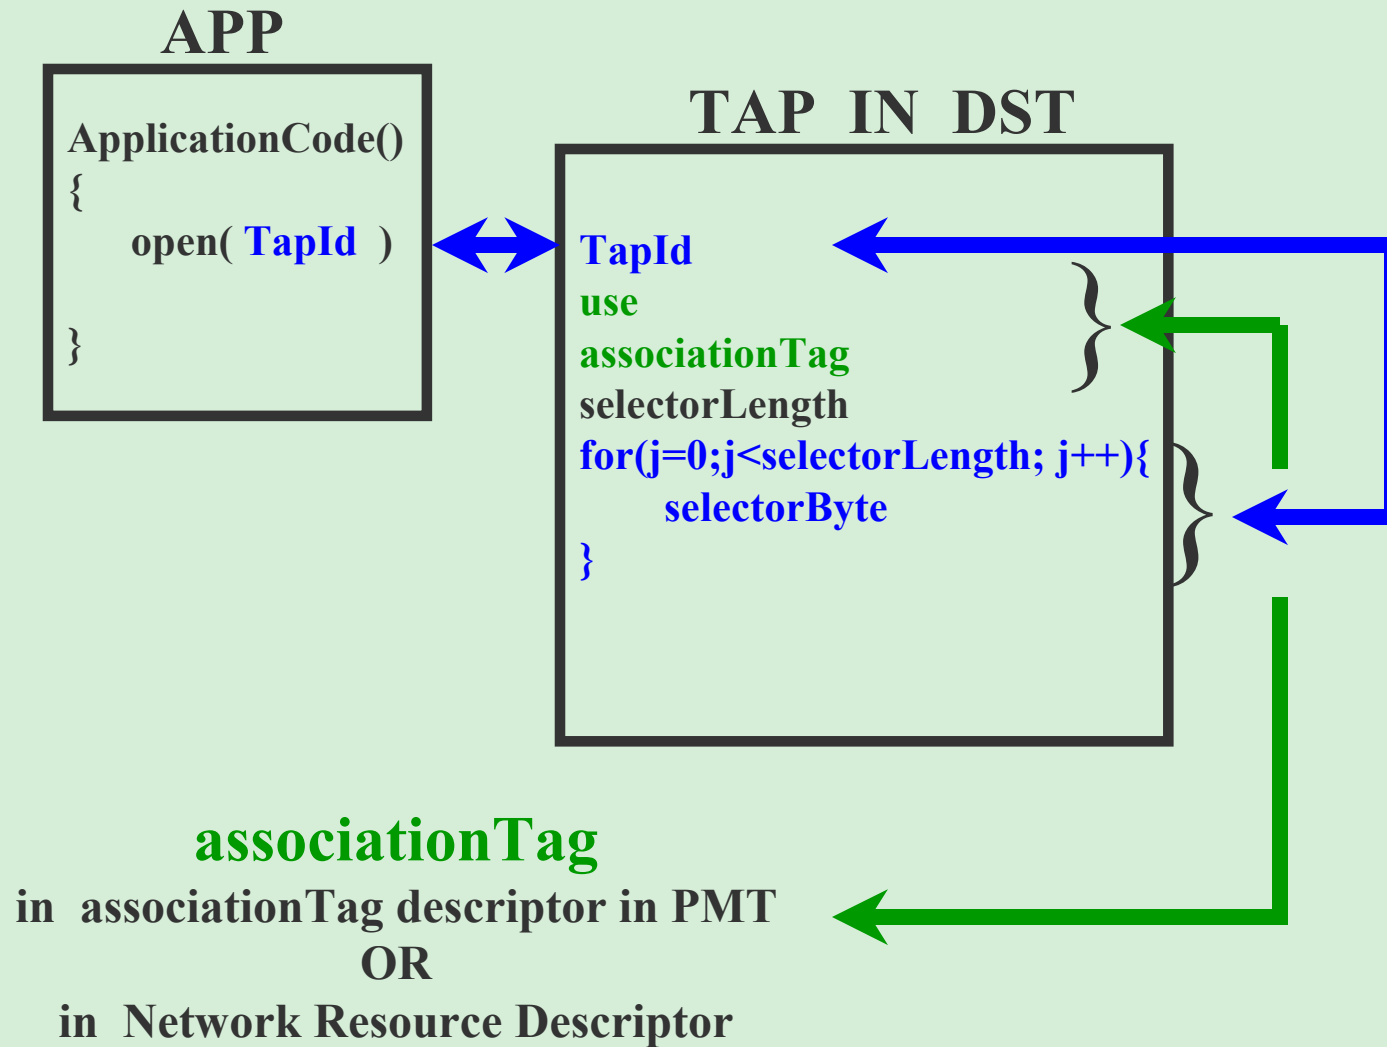 APP
ApplicationCode()
{
open( TapId )
}
TAP IN DST
TapId
use
associationTag
selectorLength
for(j=0;j<selectorLength; j++){
selectorByte
}
associationTag
in associationTag descriptor in PMT
OR
in Network Resource Descriptor